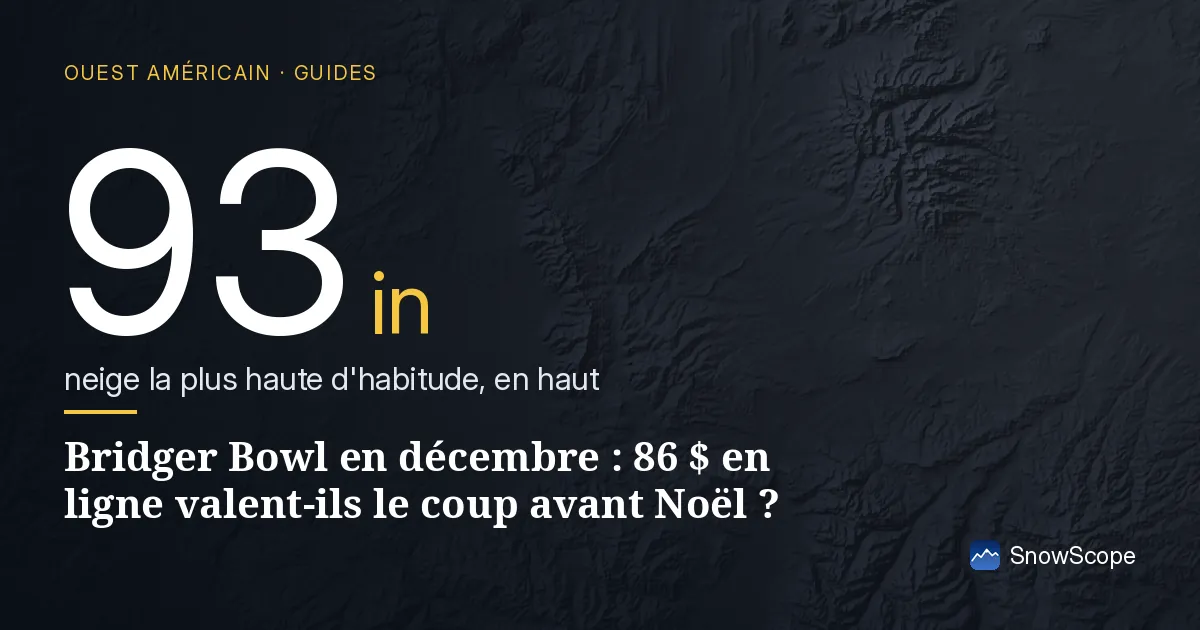 OUEST AMÉRICAIN · GUIDES
93 in
neige la plus haute d'habitude, en haut
Bridger Bowl en décembre : 86 $ en
ligne valent-ils le coup avant Noël ?
SnowScope